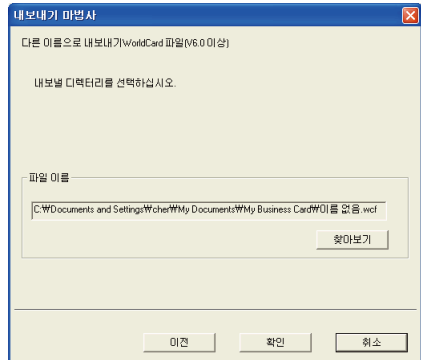 내보내기 마법사
다른 이름으로 내보내기WorldCard 파일(V6.0 이상)
내보낼 디렉터리를 선택하십시오.
파일 이름
C:₩Documents and Settings₩cher₩My Documents₩My Business Card₩이름 없음.wcf
찾아보기
이전
확인
취소